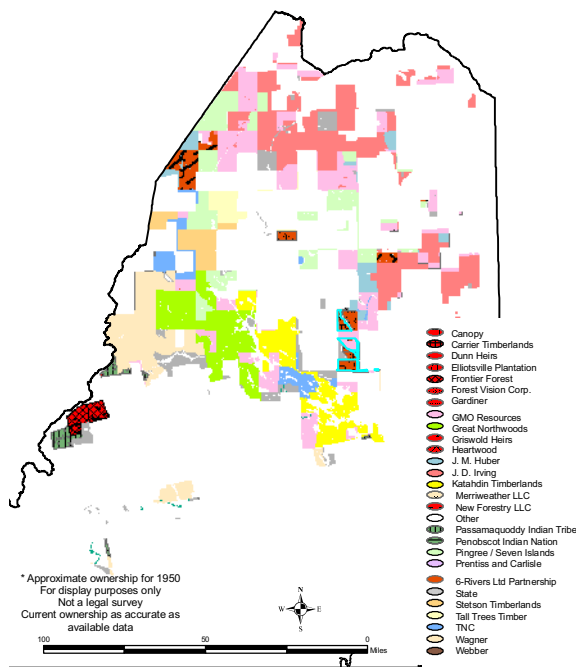 Canopy
Carrier Timberlands
Dunn Heirs
Elliotsville Plantation
Frontier Forest
Forest Vision Corp.
Gardiner
GMO Resources
Great Northwoods
Griswold Heirs
Heartwood
J. M. Huber
J. D. Irving
Katahdin Timberlands
Merriweather LLC
New Forestry LLC
Other
Passamaquoddy Indian Tribe
Penobscot Indian Nation
Pingree / Seven Islands
Prentiss and Carlisle
6-Rivers Ltd Partnership
State
Stetson Timberlands
Tall Trees Timber
TNC
Wagner
Webber
* Approximate ownership for 1950
For display purposes only
Not a legal survey
Current ownership as accurate as
available data
N
W E
S
100 50 0
Miles